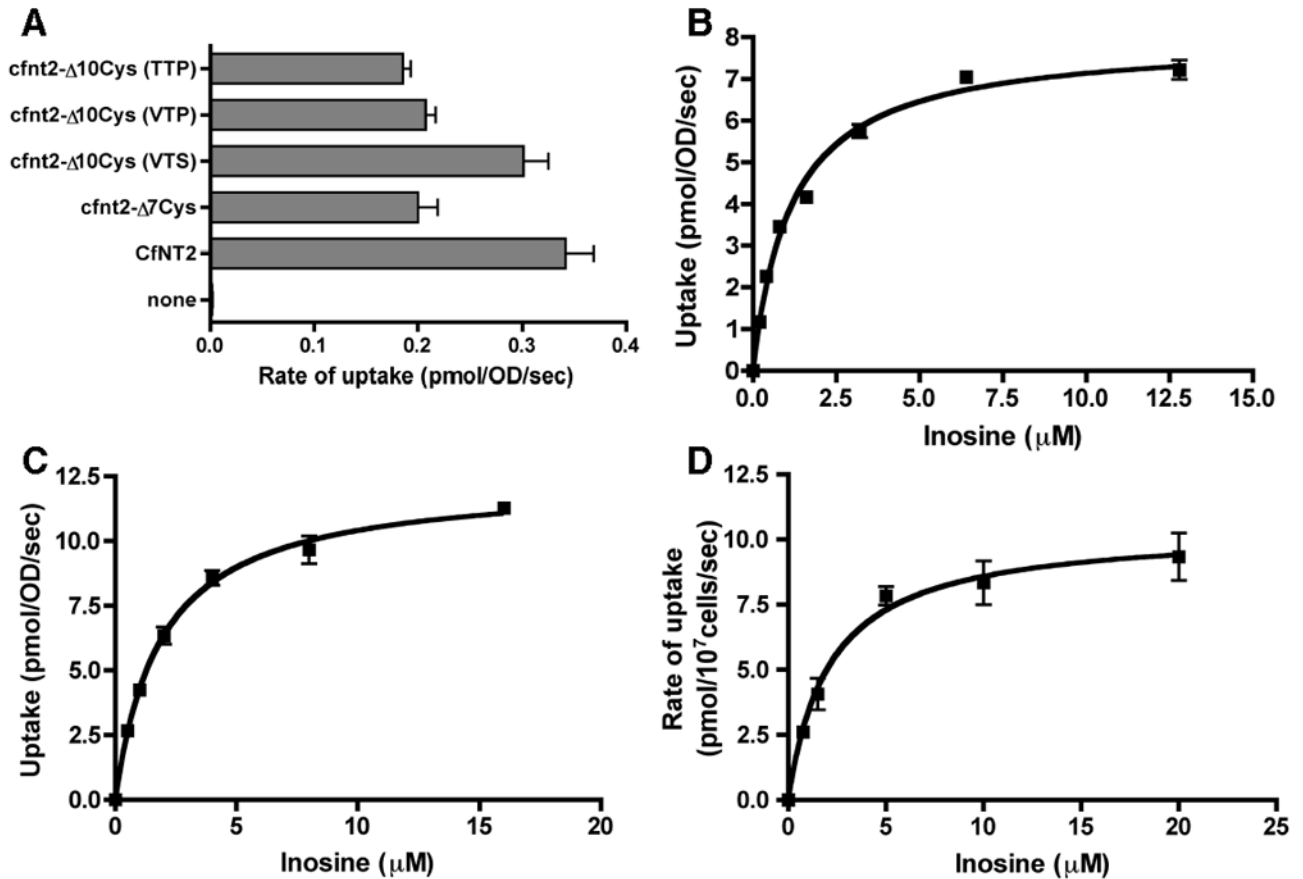 A
cfnt2-Δ10Cys (TTP)
cfnt2-Δ10Cys (VTP)
cfnt2-Δ10Cys (VTS)
cfnt2-Δ7Cys
CfNT2
none
0.0 0.1 0.2 0.3 0.4
Rate of uptake (pmol/OD/sec)
B
Uptake (pmol/OD/sec)
8
7
6
5
4
3
2
1
0
0.0 2.5 5.0 7.5 10.0 12.5 15.0
Inosine (μM)
C
Uptake (pmol/OD/sec)
12.5
10.0
7.5
5.0
2.5
0.0
0 5 10 15 20
Inosine (μM)
D
Rate of uptake
(pmol/10⁷cells/sec)
12.5
10.0
7.5
5.0
2.5
0.0
0 5 10 15 20 25
Inosine (μM)